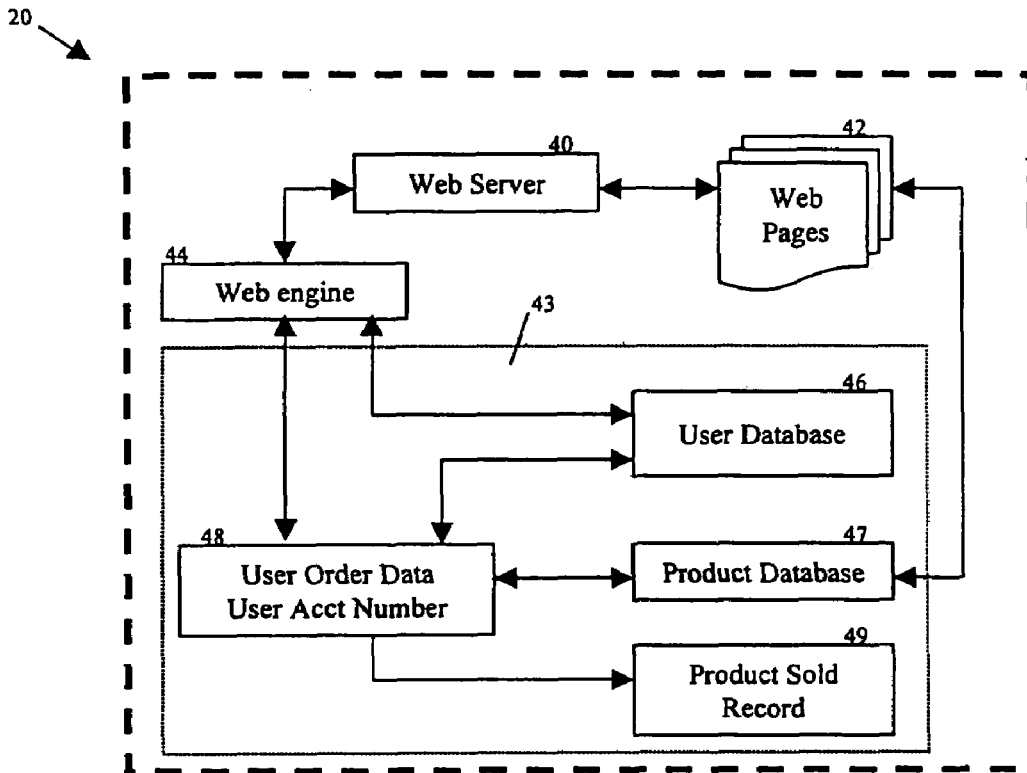 20
40
Web Server
42
Web
Pages
44
Web engine
43
46
User Database
48
User Order Data
User Acct Number
47
Product Database
49
Product Sold
Record